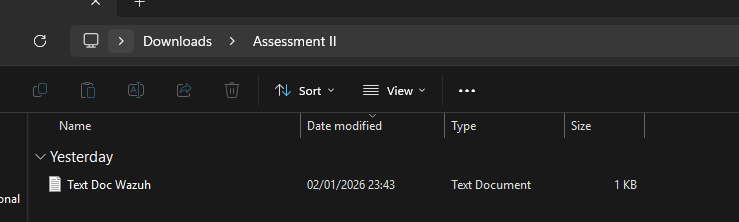 Downloads > Assessment II
Sort View
Name Date modified Type Size
Yesterday
Text Doc Wazuh 02/01/2026 23:43 Text Document 1 KB
onal